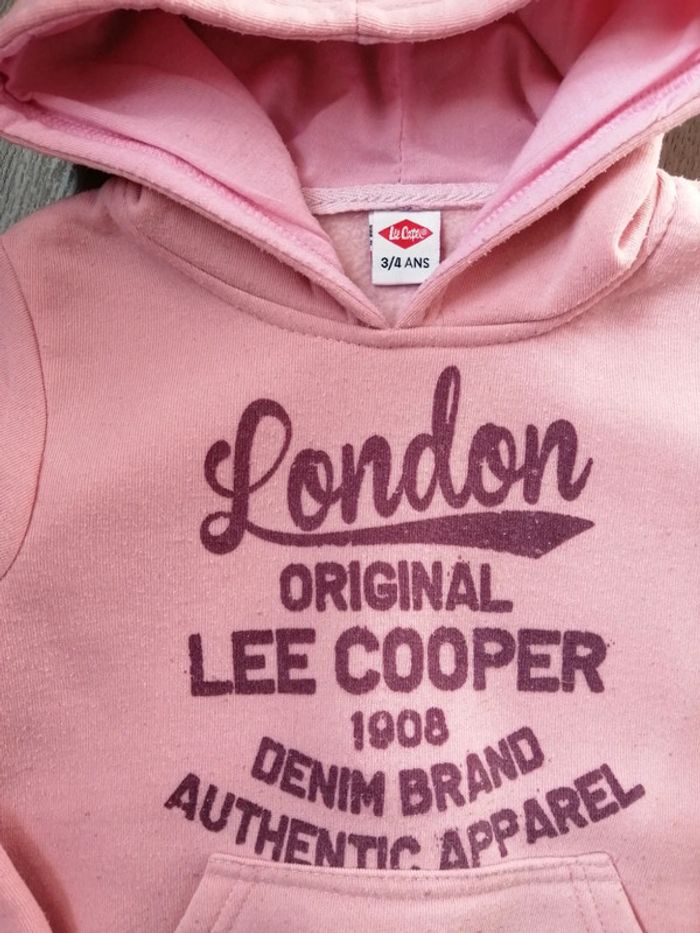 Lee Cooper®
3/4 ANS
London
ORIGINAL
LEE COOPER
1908
DENIM BRAND
AUTHENTIC APPAREL